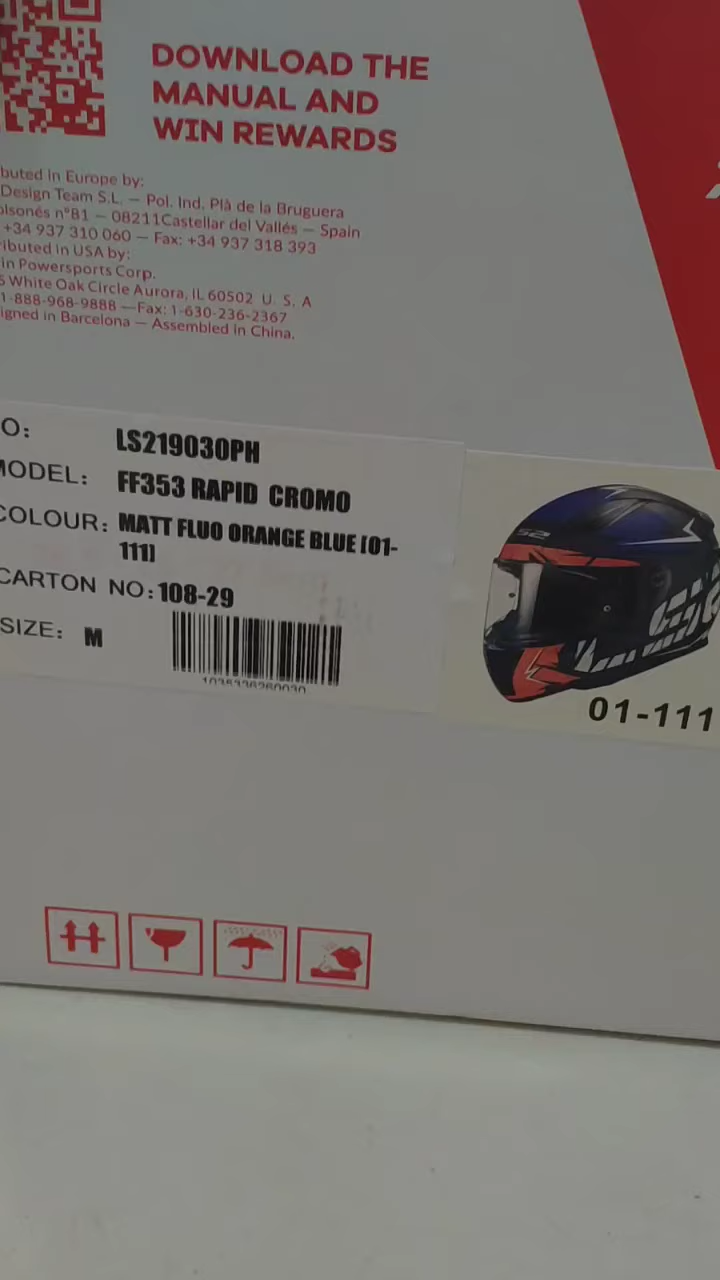 DOWNLOAD THE
MANUAL AND
WIN REWARDS
buted in Europe by:
Design Team S.L. — Pol. Ind. Plà de la Bruguera
olsonés nº81 — 08211Castellar del Vallés — Spain
+34 937 310 060 — Fax: +34 937 318 393
ributed in USA by:
in Powersports Corp.
5 White Oak Circle Aurora, IL 60502 U. S. A
1-888-968-9888 —Fax: 1-630-236-2367
igned in Barcelona — Assembled in China.
O: LS219030PH
MODEL: FF353 RAPID CROMO
COLOUR: MATT FLUO ORANGE BLUE [01-
111]
CARTON NO: 108-29
SIZE: M
LS2
01-111